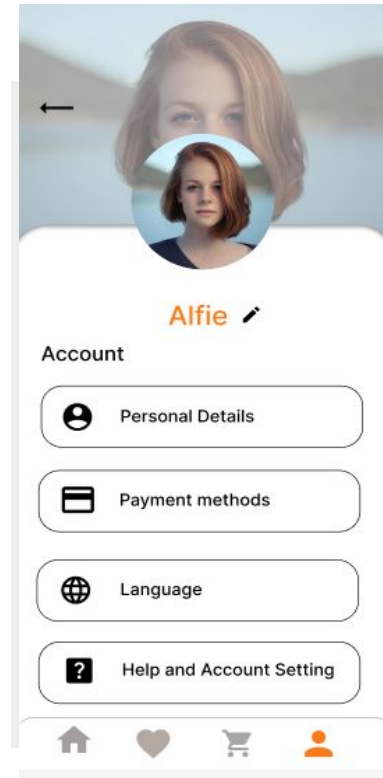 Alfie
Account
Personal Details
Payment methods
Language
Help and Account Setting